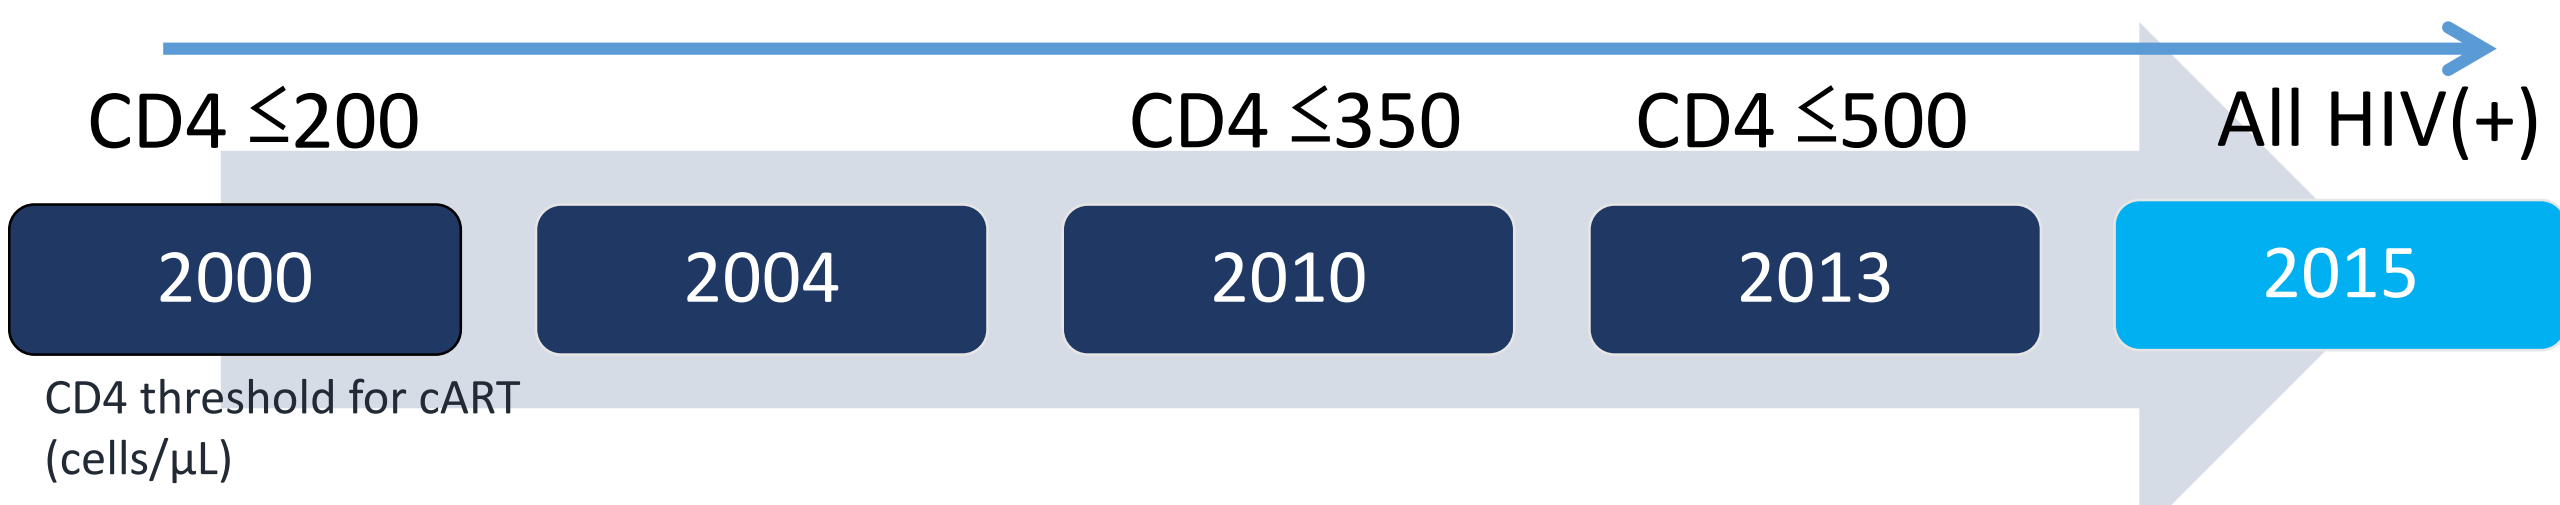 CD4 ≤200
CD4 ≤350
CD4 ≤500
All HIV(+)
2000
2004
2010
2013
2015
CD4 threshold for cART
(cells/µL)